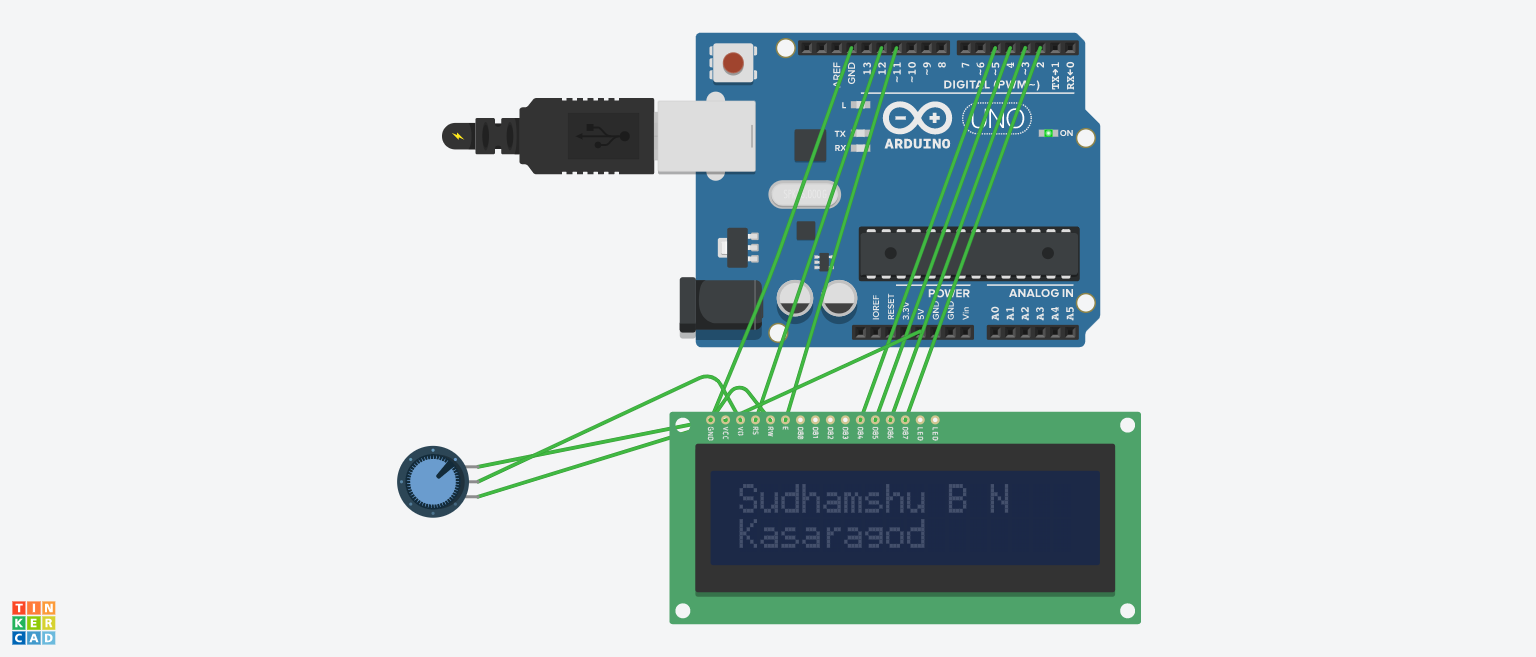 AREF
GND
13
12
~11
~10
~9
8
7
~6
~5
4
~3
2
TX→1
RX←0
DIGITAL (PWM~)
L
TX
RX
UNO
ON
ARDUINO
POWER
ANALOG IN
IOREF
RESET
3.3V
5V
GND
GND
Vin
A0
A1
A2
A3
A4
A5
GND
VCC
V0
RS
RW
E
DB0
DB1
DB2
DB3
DB4
DB5
DB6
DB7
LED
LED
Sudhamshu B N
Kasaragod
TIN
KER
CAD